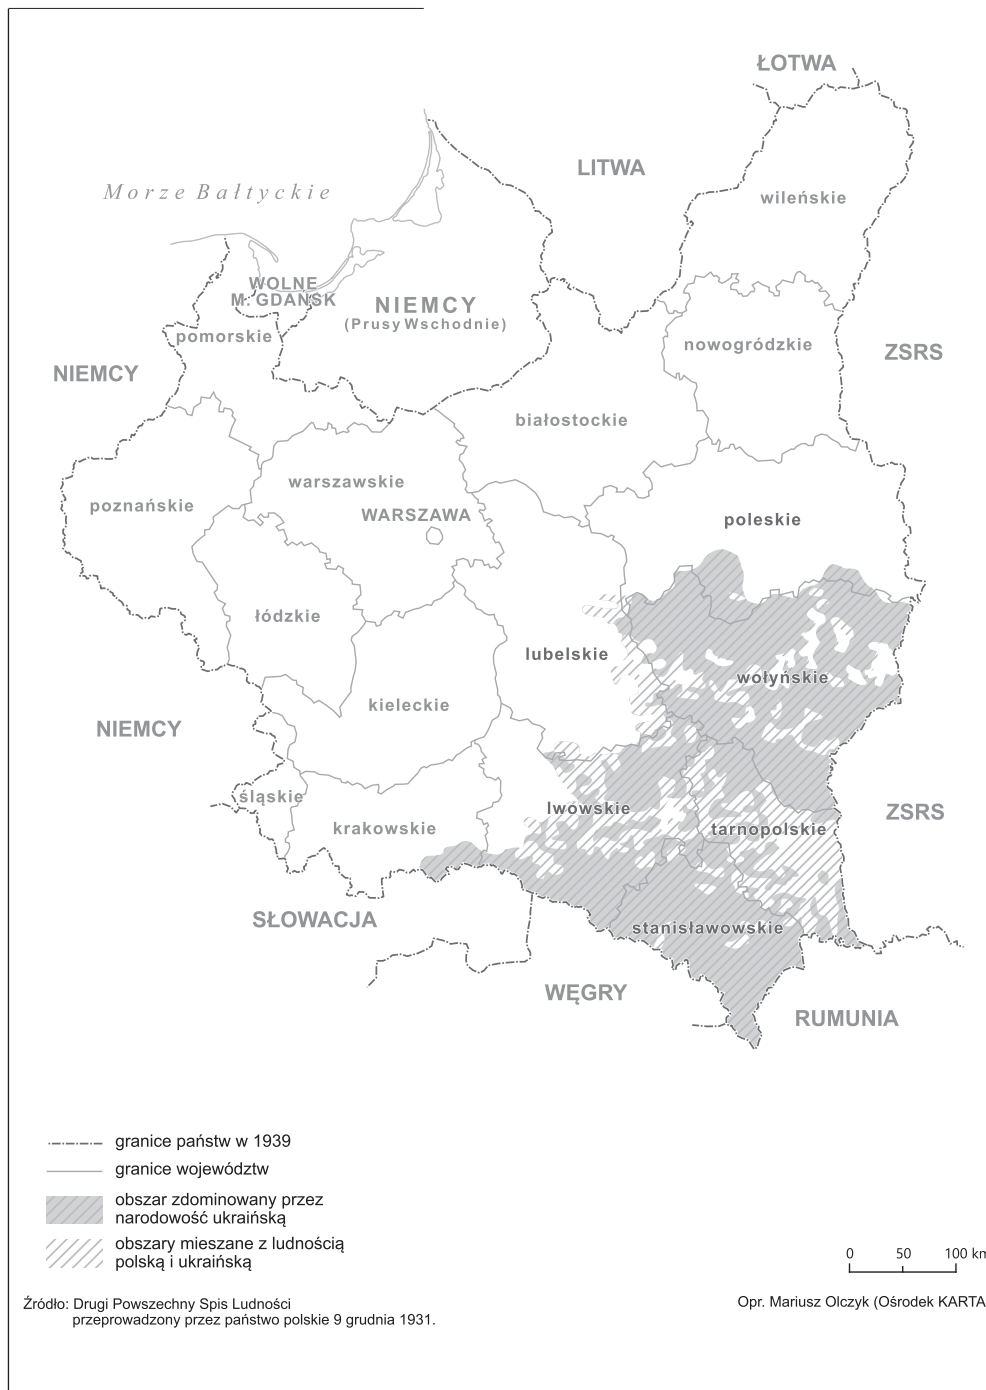 ŁOTWA
LITWA
Morze Bałtyckie
wileńskie
WOLNE
M. GDAŃSK
NIEMCY
(Prusy Wschodnie)
pomorskie
nowogródzkie
ZSRS
NIEMCY
białostockie
warszawskie
poznańskie
WARSZAWA
poleskie
łódzkie
lubelskie
wołyńskie
kieleckie
NIEMCY
śląskie
lwowskie
ZSRS
krakowskie
tarnopolskie
SŁOWACJA
stanisławowskie
WĘGRY
RUMUNIA
granice państw w 1939
granice województw
obszar zdominowany przez
narodowość ukraińską
obszary mieszane z ludnością
polską i ukraińską
0 50 100 km
Źródło: Drugi Powszechny Spis Ludności
przeprowadzony przez państwo polskie 9 grudnia 1931.
Opr. Mariusz Olczyk (Ośrodek KARTA